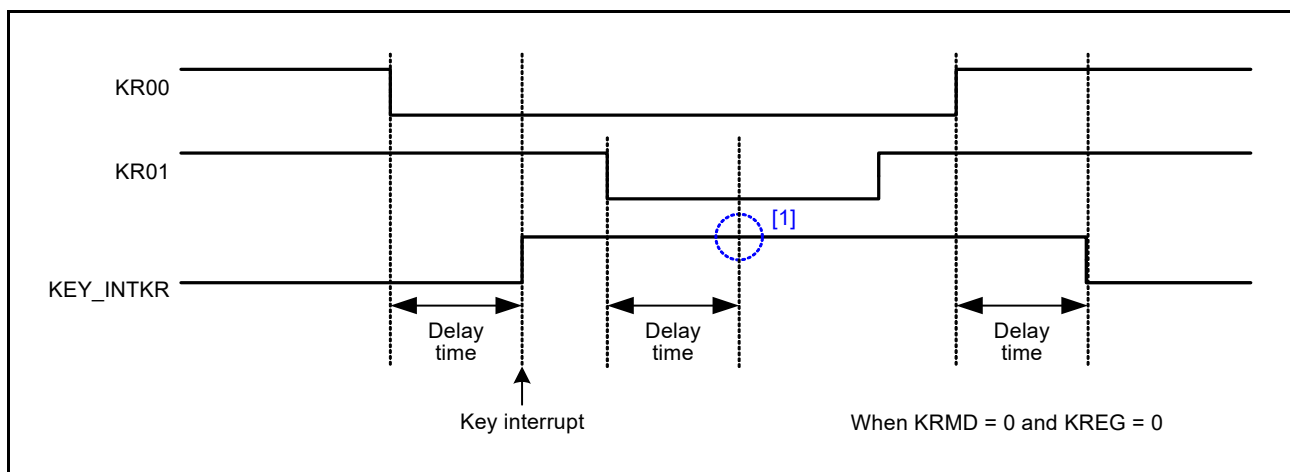 KR00
KR01
[1]
KEY_INTKR
Delay
time
Delay
time
Delay
time
Key interrupt
When KRMD = 0 and KREG = 0